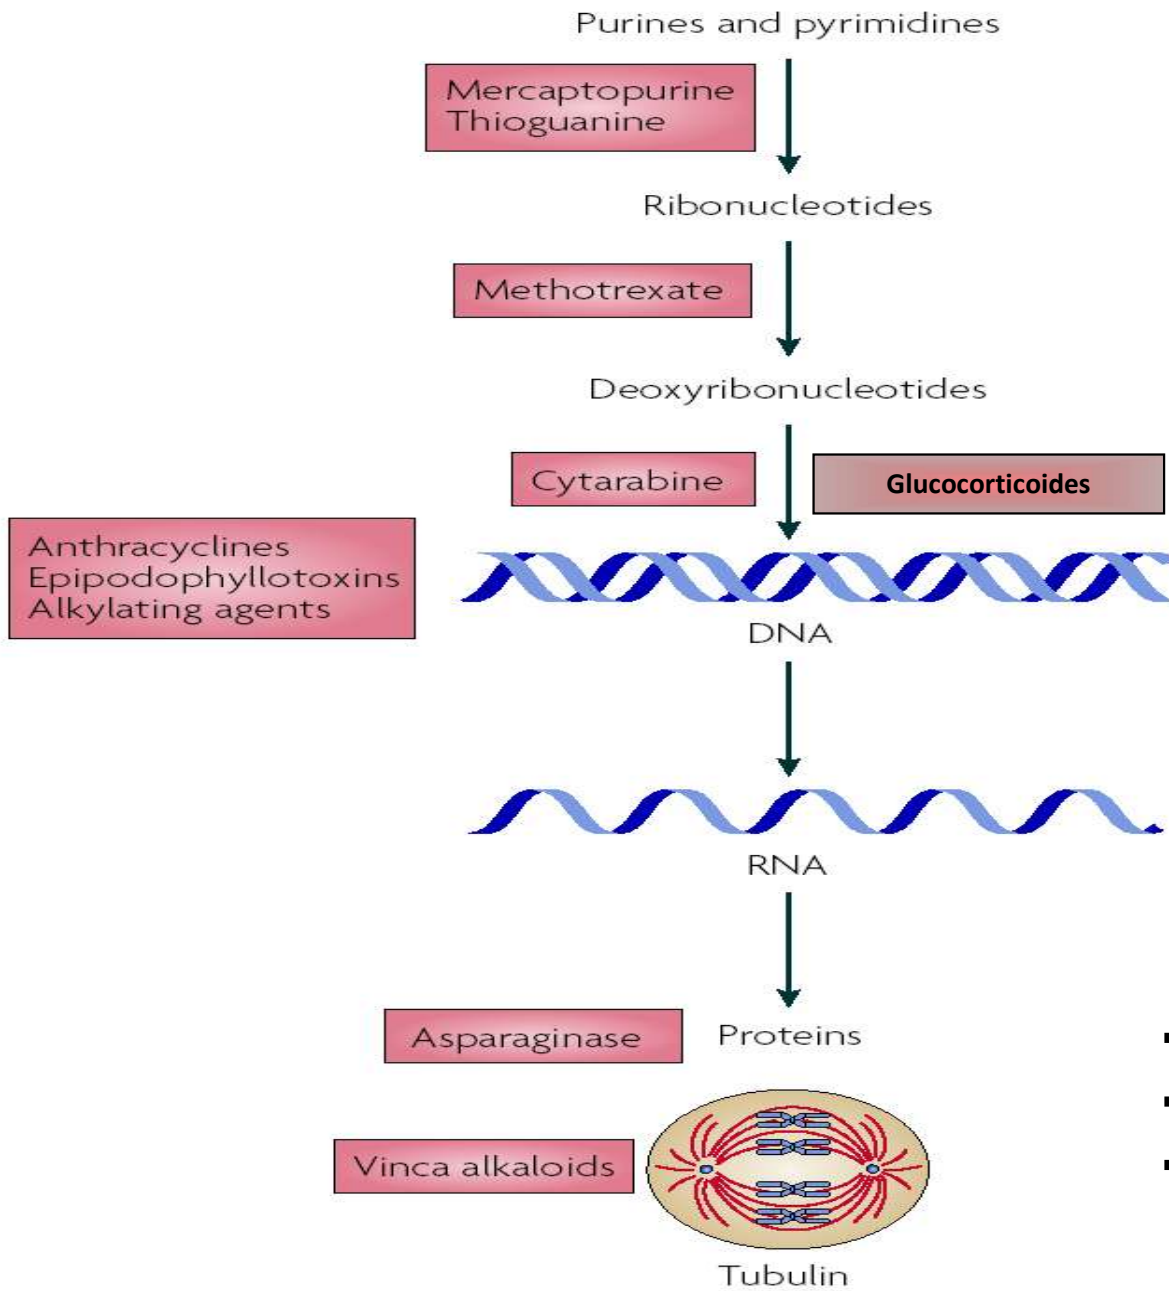 Purines and pyrimidines
Mercaptopurine
Thioguanine
Ribonucleotides
Methotrexate
Deoxyribonucleotides
Cytarabine
Glucocorticoides
Anthracyclines
Epipodophyllotoxins
Alkylating agents
DNA
RNA
Asparaginase
Proteins
Vinca alkaloids
Tubulin